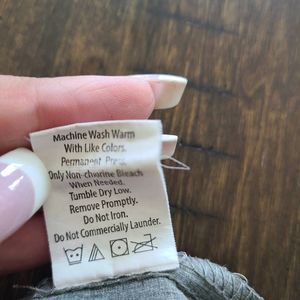 Machine Wash Warm
With Like Colors.
Permanent Press.
Only Non-chlorine Bleach
When Needed.
Tumble Dry Low.
Remove Promptly.
Do Not Iron.
Do Not Commercially Launder.